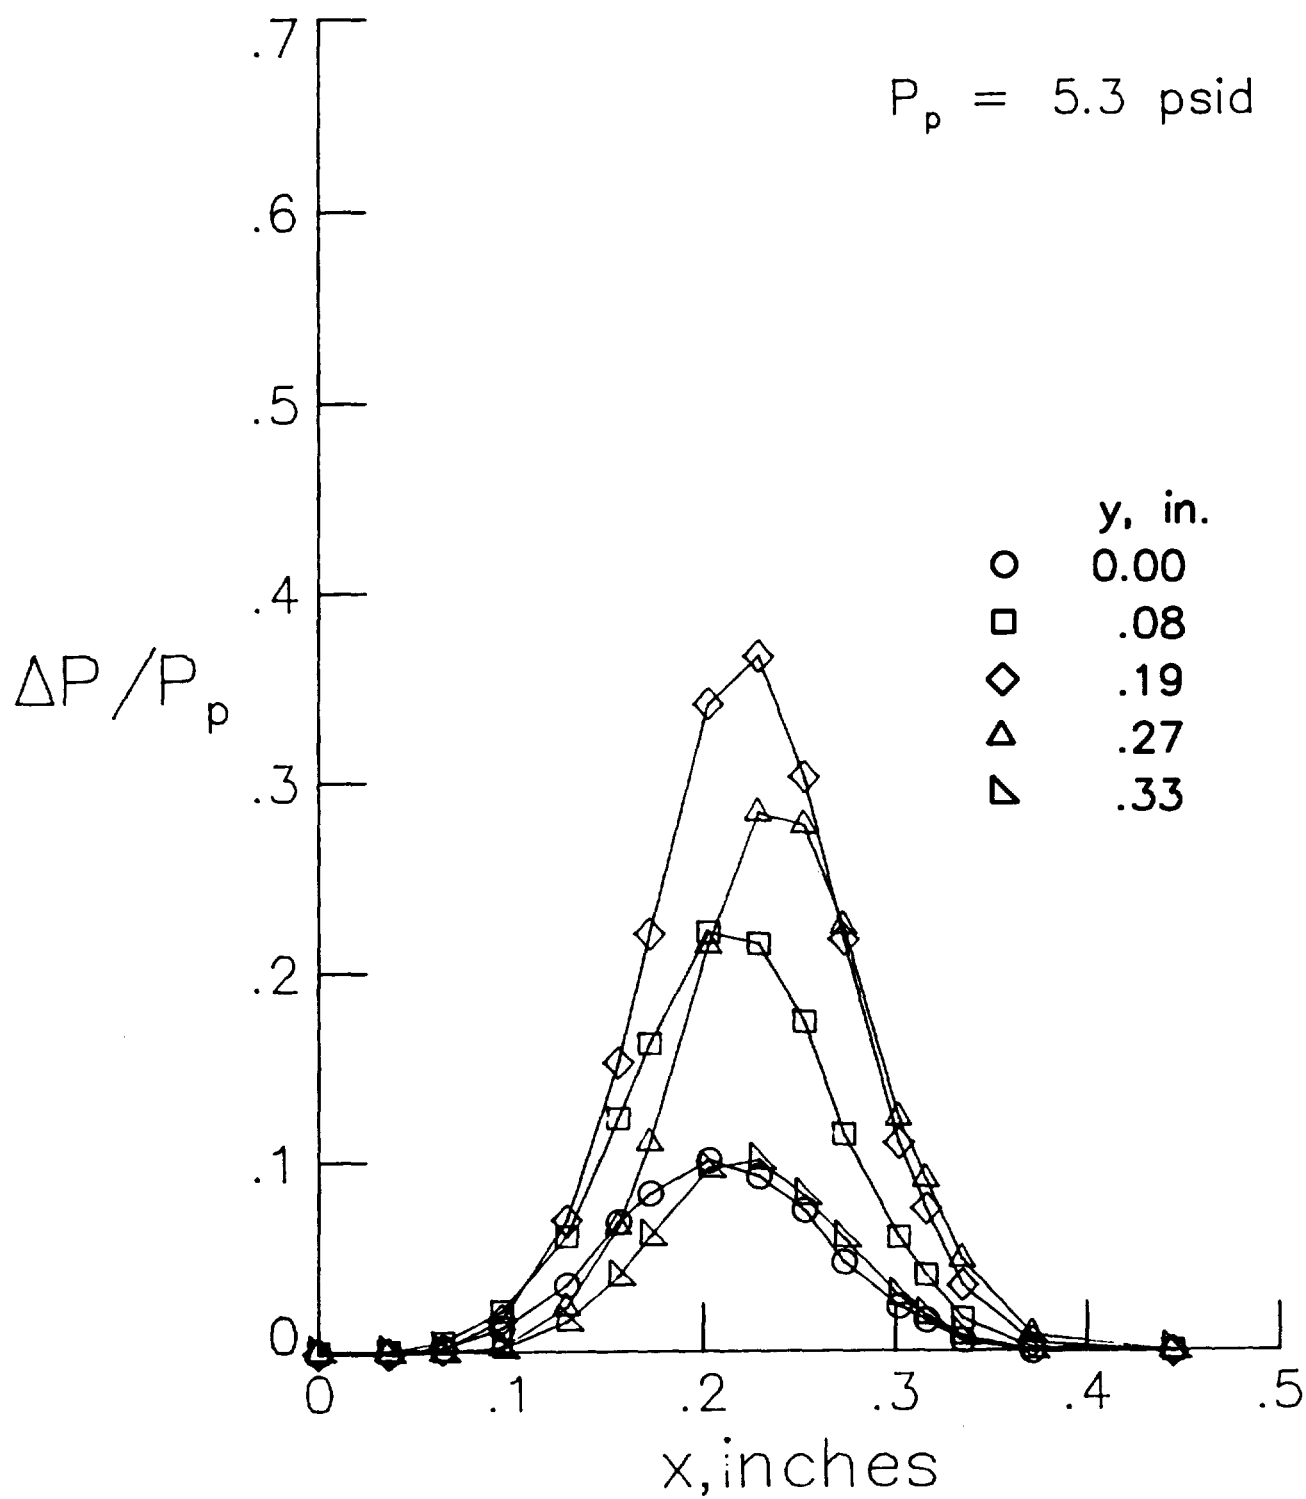 .7
P_p = 5.3 psid
.6
.5
y, in.
0.00
.08
.19
.27
.33
.4
ΔP/P_p
.3
.2
.1
0
0 .1 .2 .3 .4 .5
x, inches